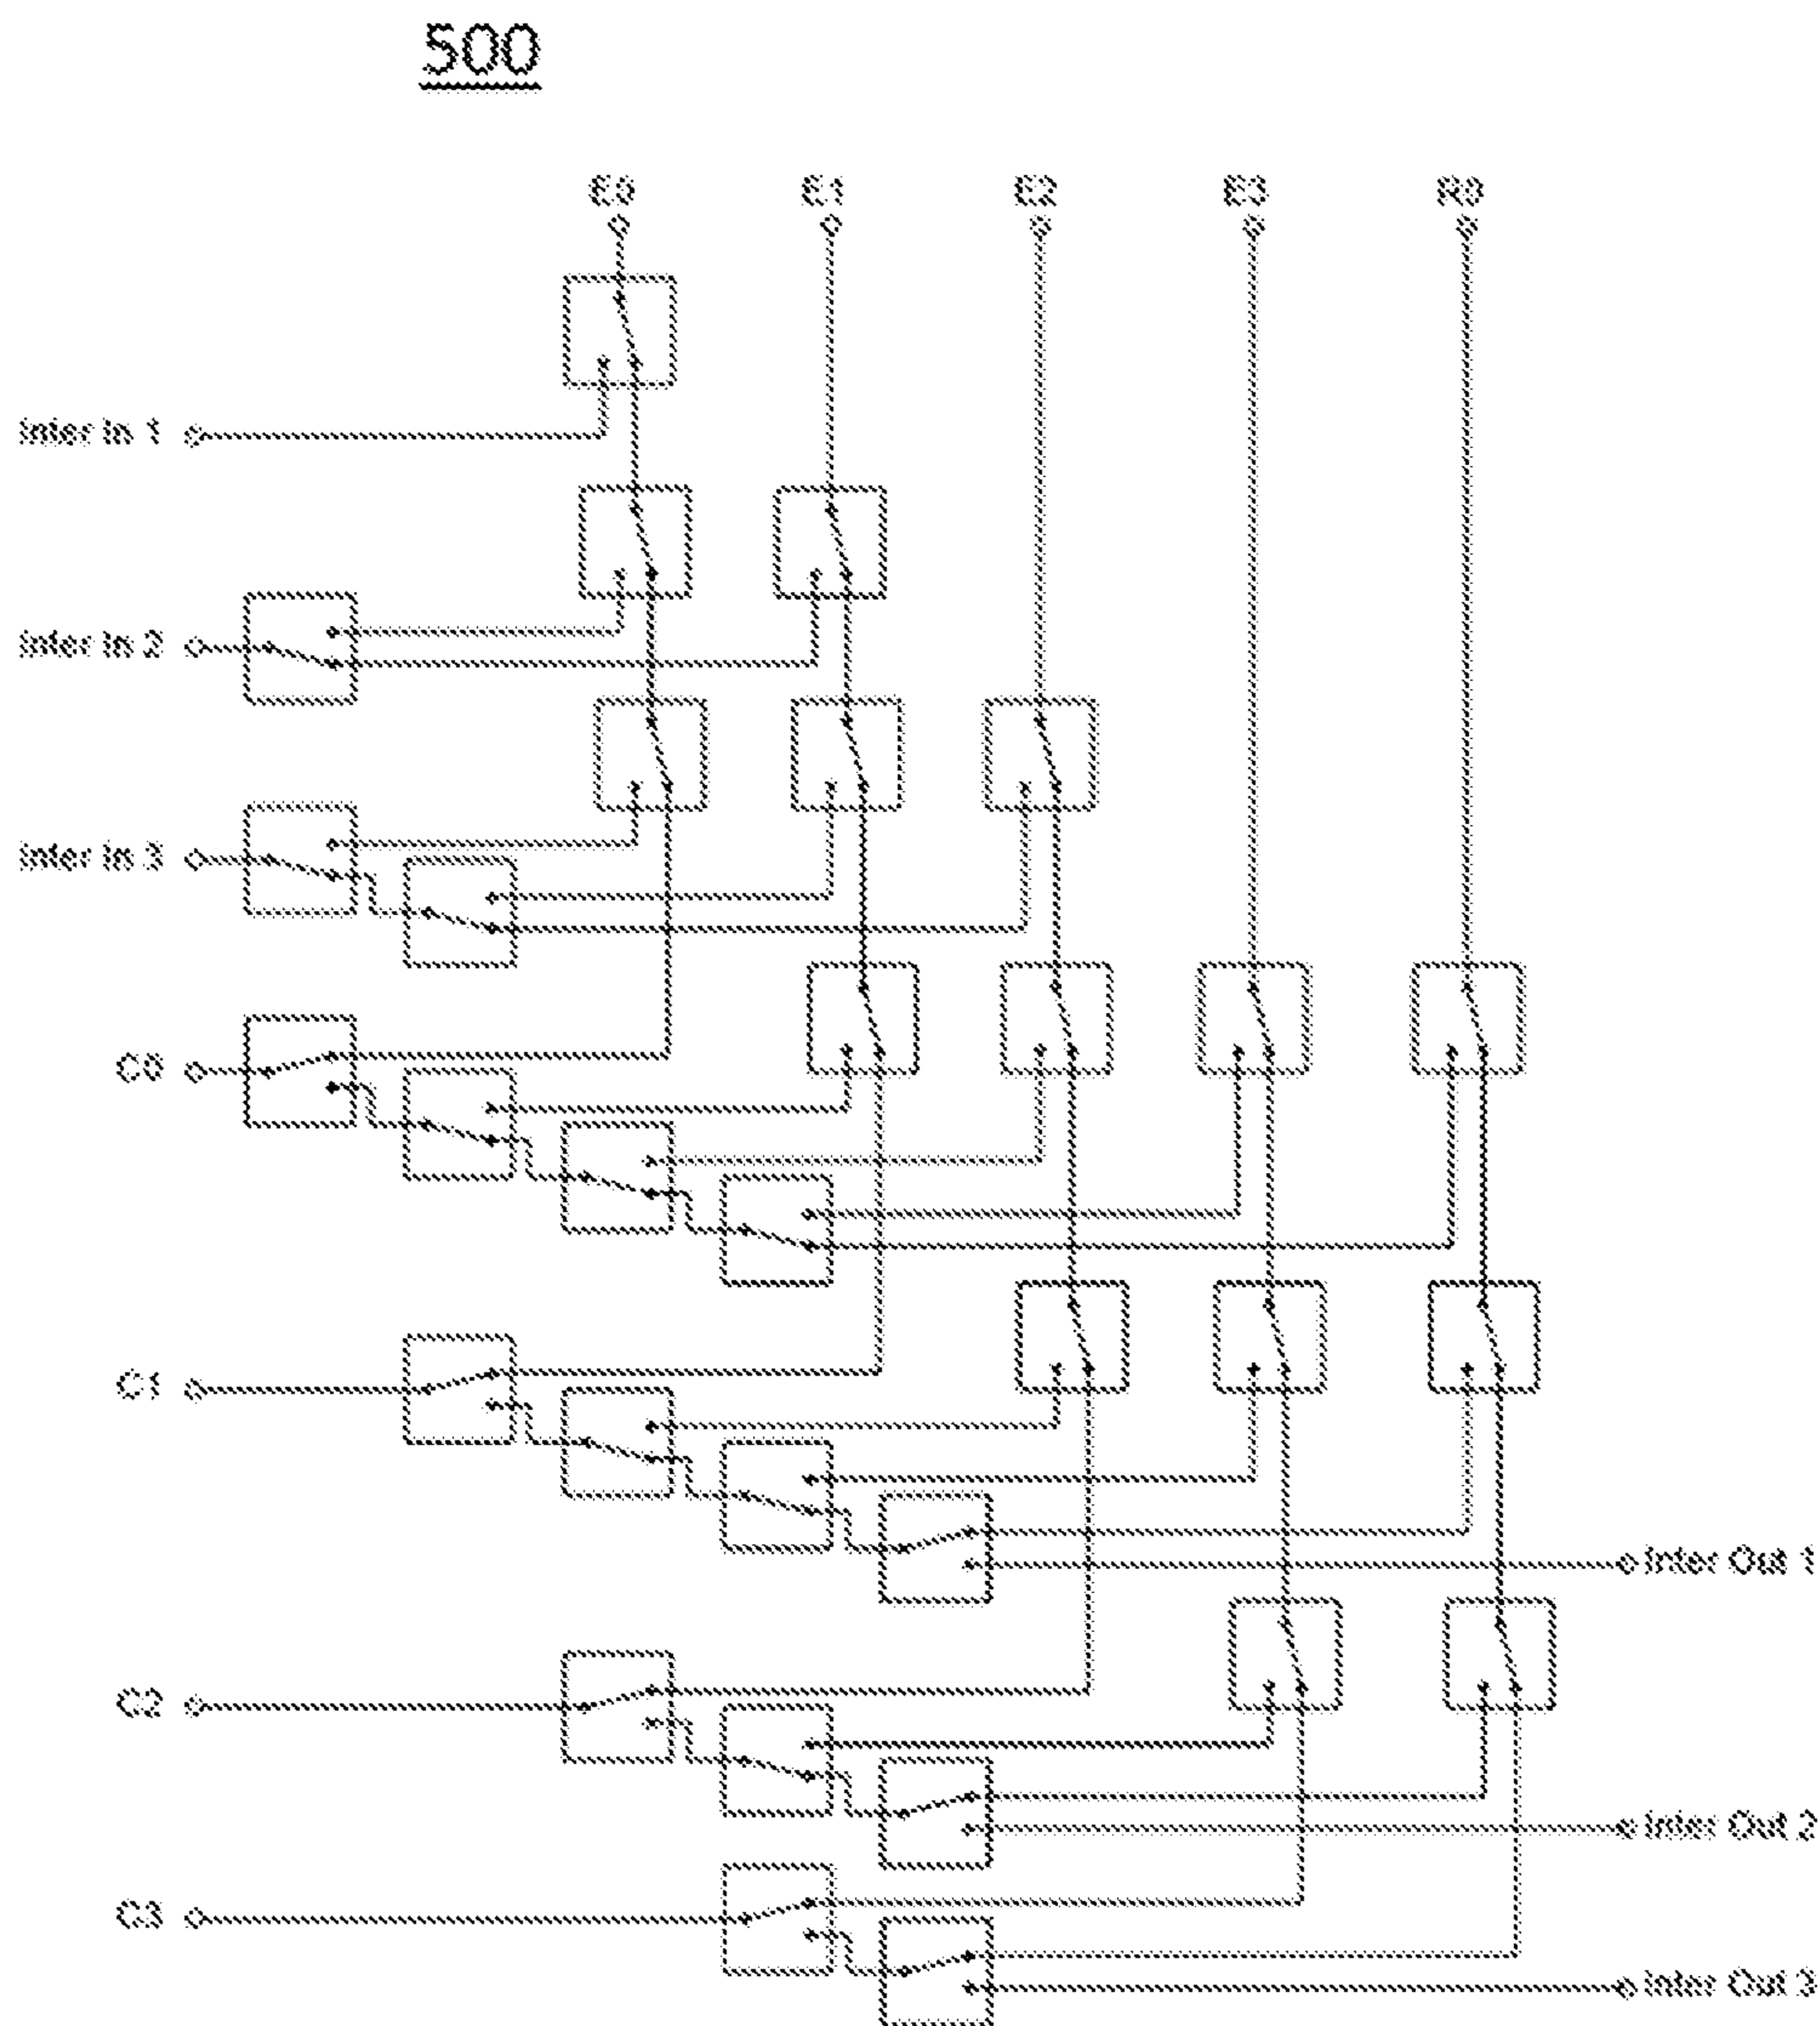 500
E0 E1 E2 E3 R0
Inter In 1
Inter In 2
Inter In 3
C0
C1
Inter Out 1
C2
Inter Out 2
C3
Inter Out 3